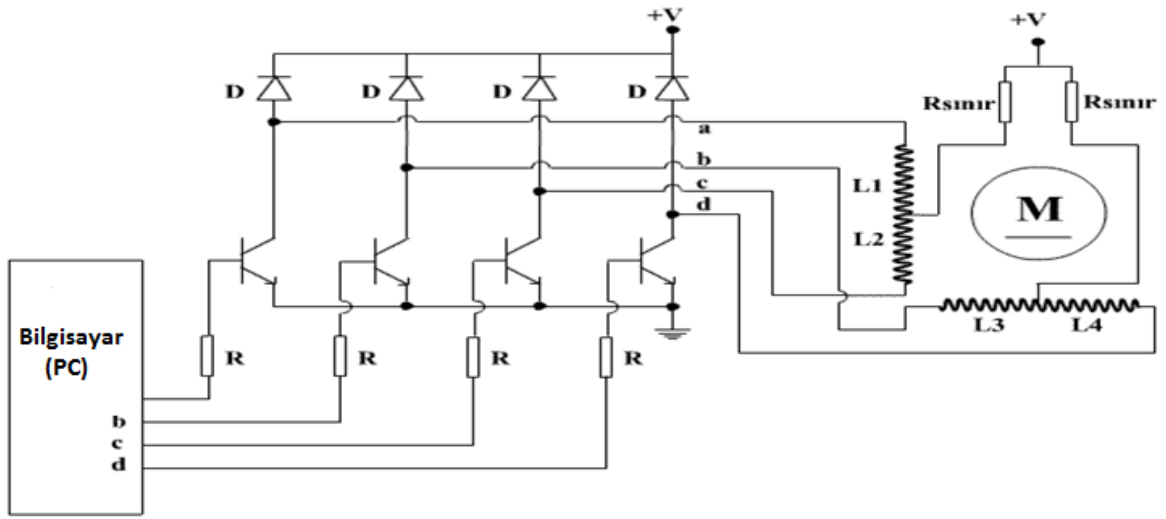 +V
+V
D
D
D
D
Rsınır
Rsınır
a
b
c
d
L1
L2
M
L3
L4
Bilgisayar
(PC)
R
R
R
R
b
c
d